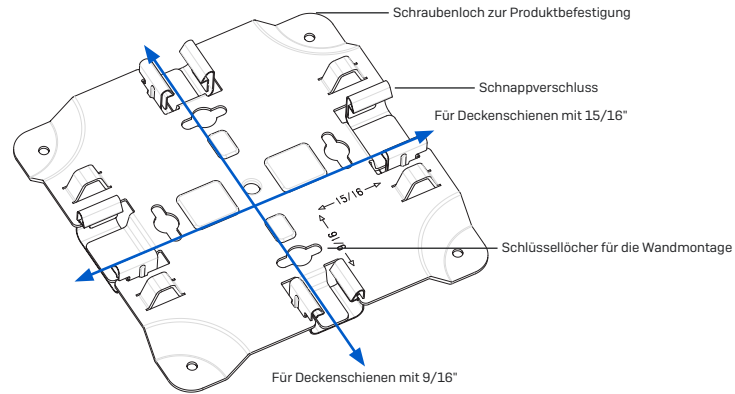 Schraubenloch zur Produktbefestigung
Schnappverschluss
Für Deckenschienen mit 15/16"
15/16
9/16
Schlüssellöcher für die Wandmontage
Für Deckenschienen mit 9/16"